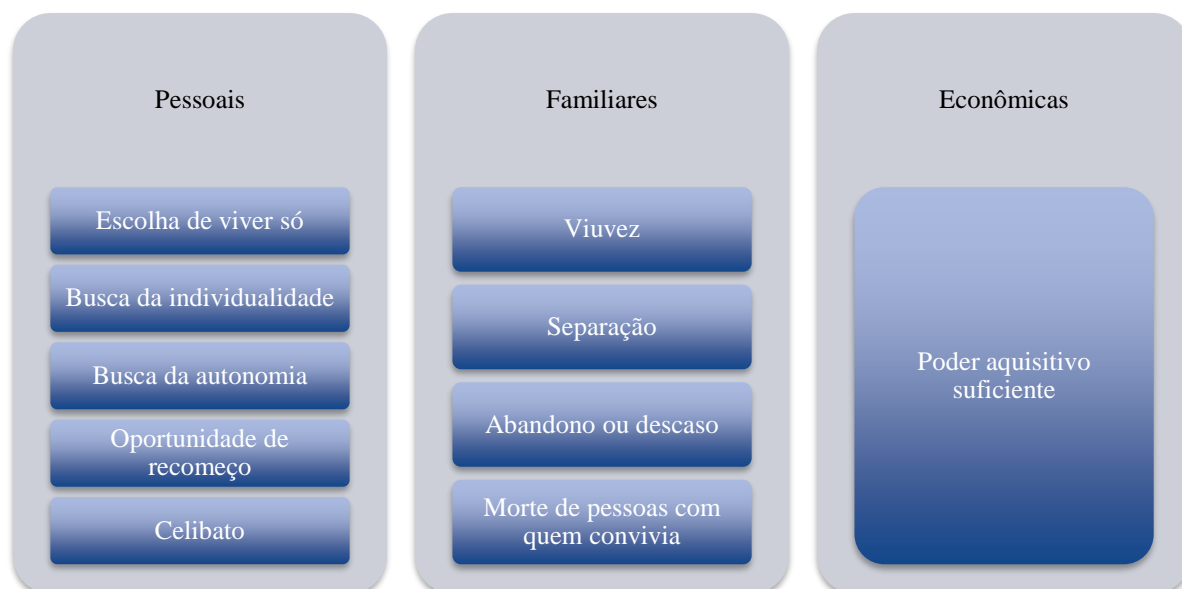 Pessoais
Escolha de viver só
Busca da individualidade
Busca da autonomia
Oportunidade de
recomeço
Celibato
Familiares
Viuvez
Separação
Abandono ou descaso
Morte de pessoas com
quem convivia
Econômicas
Poder aquisitivo
suficiente